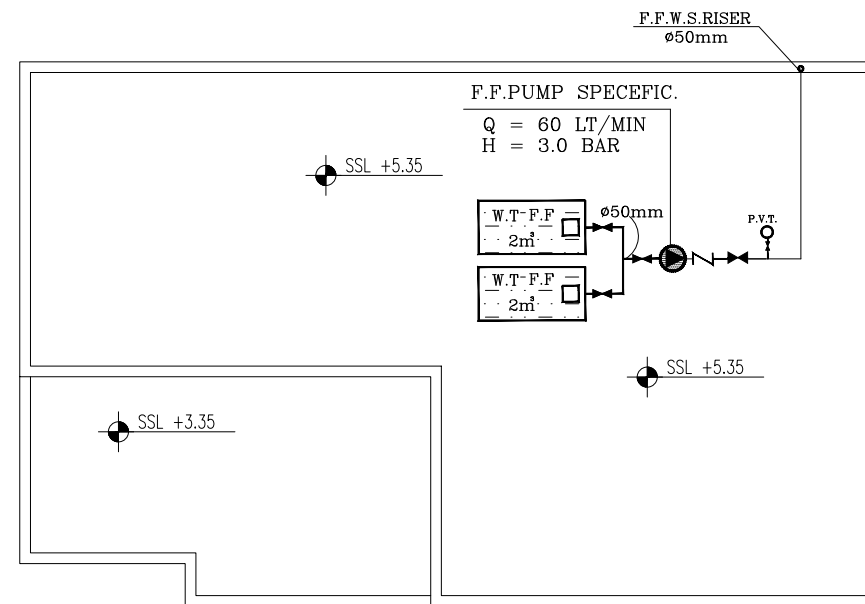 F.F.W.S.RISER
ø50mm
F.F.PUMP SPECEFIC.
Q = 60 LT/MIN
H = 3.0 BAR
SSL +5.35
W.T-F.F
2m³
ø50mm
P.V.T.
W.T-F.F
2m³
SSL +5.35
SSL +3.35